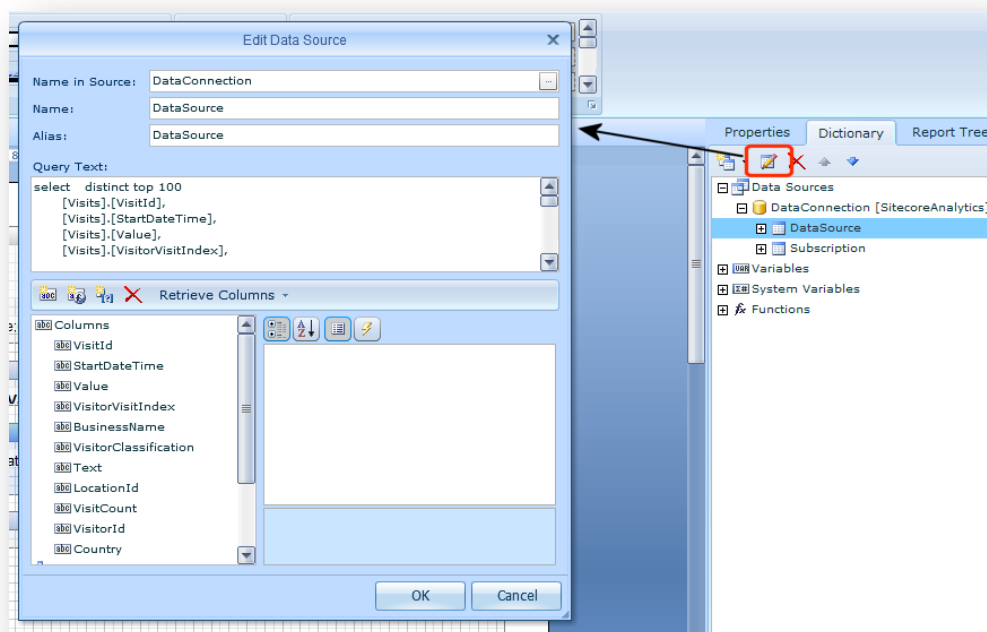 Edit Data Source
Name in Source: DataConnection ...
Name: DataSource
Alias: DataSource
Query Text:
select distinct top 100
[Visits].[VisitId],
[Visits].[StartDateTime],
[Visits].[Value],
[Visits].[VisitorVisitIndex],
Retrieve Columns
Columns
VisitId
StartDateTime
Value
VisitorVisitIndex
BusinessName
VisitorClassification
Text
LocationId
VisitCount
VisitorId
Country
OK Cancel
Properties Dictionary Report Tree
Data Sources
DataConnection [SitecoreAnalytics]
DataSource
Subscription
Variables
System Variables
Functions